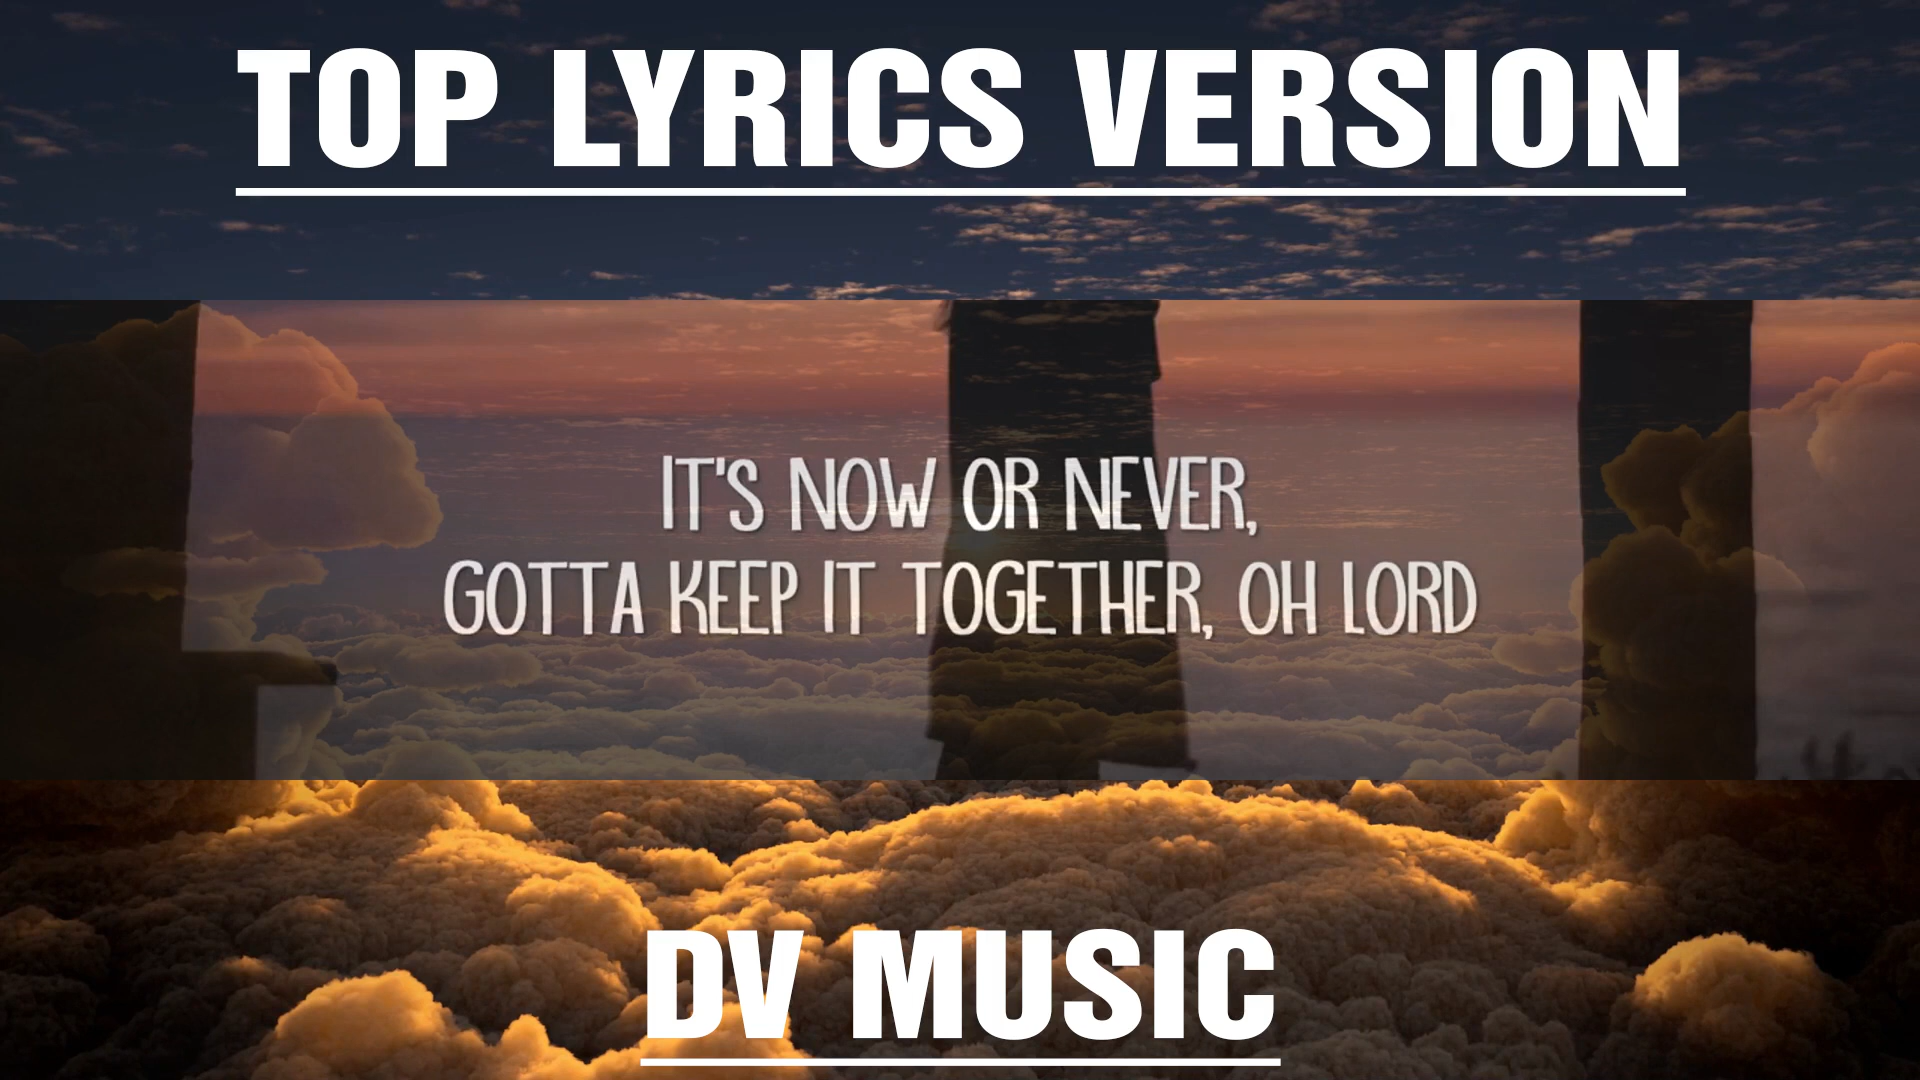 TOP LYRICS VERSION
IT'S NOW OR NEVER,
GOTTA KEEP IT TOGETHER, OH LORD
DV MUSIC